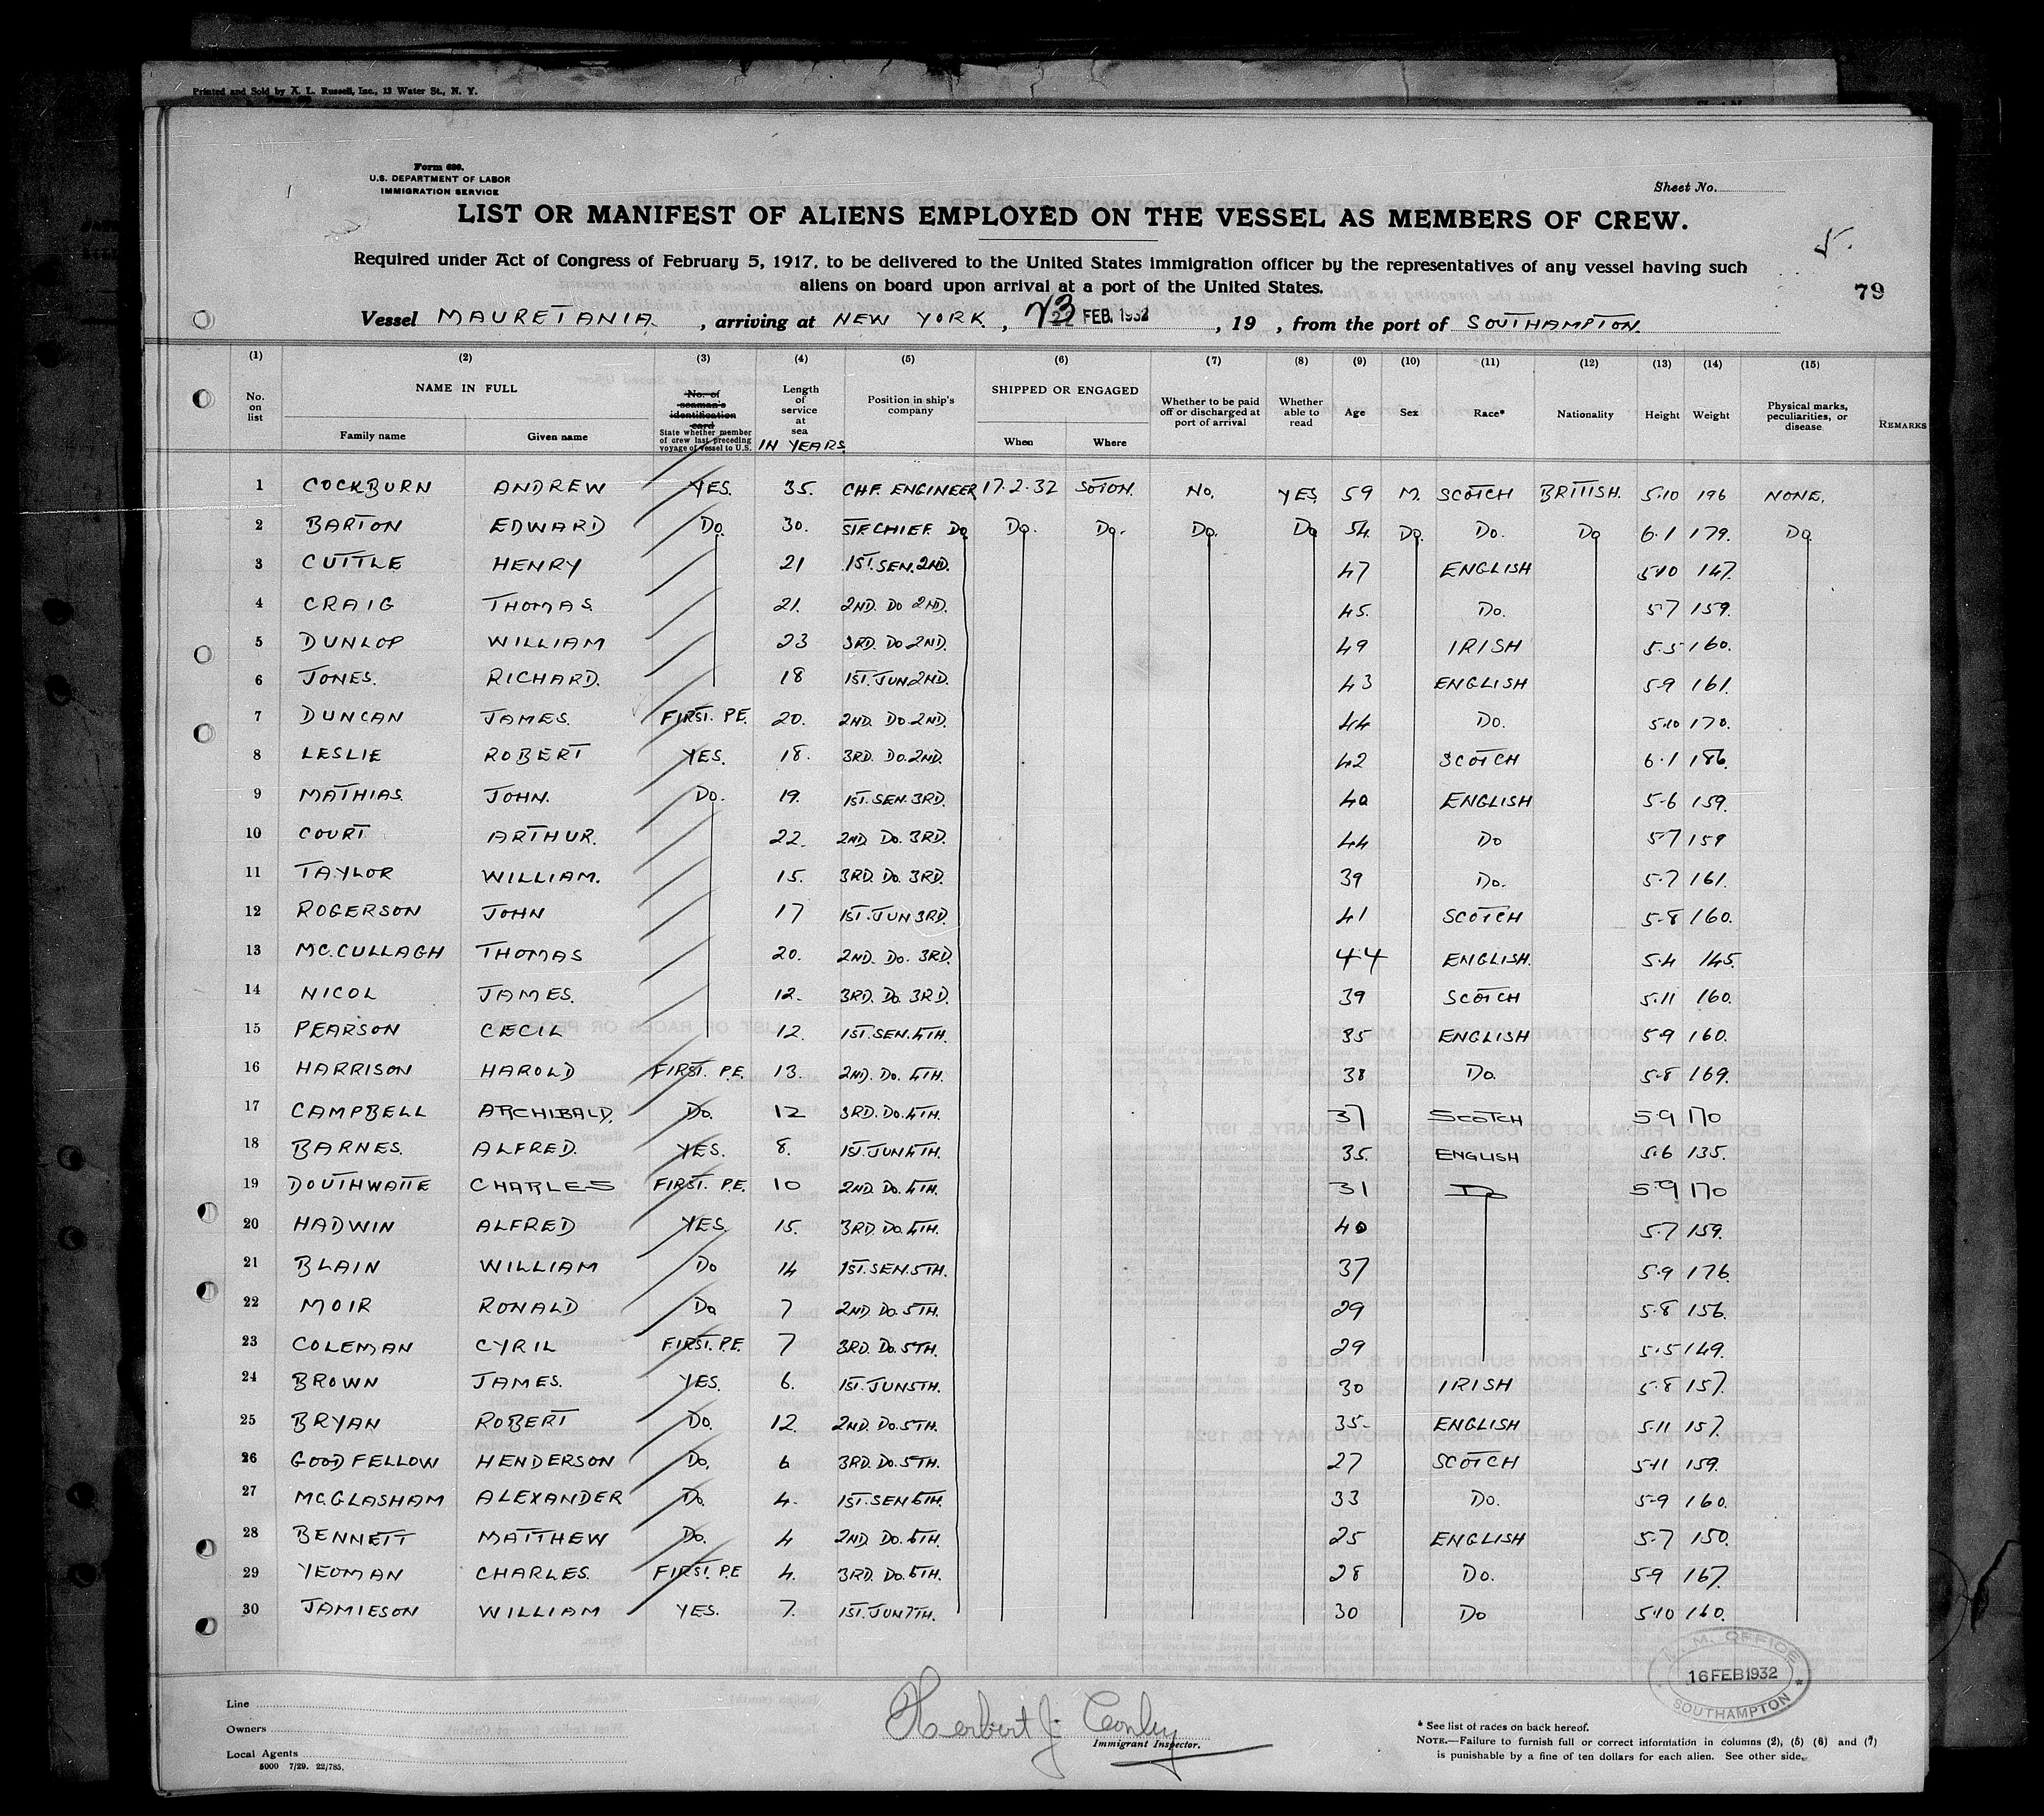 Printed and Sold by X. L. Russell, Inc., 13 Water St., N. Y.
Form 680.
U.S. DEPARTMENT OF LABOR
IMMIGRATION SERVICE
Sheet No.
LIST OR MANIFEST OF ALIENS EMPLOYED ON THE VESSEL AS MEMBERS OF CREW.
Required under Act of Congress of February 5, 1917, to be delivered to the United States immigration officer by the representatives of any vessel having such
aliens on board upon arrival at a port of the United States.
79
Vessel MAURETANIA, arriving at NEW YORK, 23 FEB. 1932, 19 , from the port of SOUTHAMPTON.
(1) (2) (3) (4) (5) (6) (7) (8) (9) (10) (11) (12) (13) (14) (15)
No. on list NAME IN FULL Family name Given name No. of seaman's identification card State whether member of crew last preceding voyage of vessel to U.S. Length of service at sea IN YEARS. Position in ship's company SHIPPED OR ENGAGED When Where Whether to be paid off or discharged at port of arrival Whether able to read Age Sex Race* Nationality Height Weight Physical marks, peculiarities, or disease REMARKS
1 COCKBURN ANDREW YES. 35. CHF. ENGINEER 17.2.32 SOTON. NO. YES 59 M. SCOTCH BRITISH. 5.10 196 NONE.
2 BARTON EDWARD DO. 30. STF. CHIEF. DO DO. DO. DO. DO 54. DO. DO. DO 6.1 179. DO
3 CUTTLE HENRY 21 1ST. SEN. 2ND. 47 ENGLISH 5.10 147.
4 CRAIG THOMAS. 21. 2ND. DO 2ND. 45. DO. 5.7 159.
5 DUNLOP WILLIAM 23 3RD. DO 2ND. 49 IRISH 5.5 160.
6 JONES. RICHARD. 18 1ST. JUN 2ND. 43 ENGLISH 5.9 161.
7 DUNCAN JAMES. FIRST. P.E. 20. 2ND. DO 2ND. 44 DO. 5.10 170.
8 LESLIE ROBERT YES. 18. 3RD. DO. 2ND. 42 SCOTCH 6.1 186.
9 MATHIAS. JOHN. DO. 19. 1ST. SEN. 3RD. 40 ENGLISH 5.6 159.
10 COURT ARTHUR. 22. 2ND. DO. 3RD. 44 DO 5.7 159
11 TAYLOR WILLIAM. 15. 3RD. DO. 3RD. 39 DO. 5.7 161.
12 ROGERSON JOHN 17 1ST. JUN 3RD. 41 SCOTCH 5.8 160.
13 MC.CULLAGH THOMAS 20. 2ND. DO. 3RD. 44 ENGLISH. 5.4 145.
14 NICOL JAMES. 12. 3RD. DO. 3RD. 39 SCOTCH 5.11 160.
15 PEARSON CECIL 12. 1ST. SEN. 4TH. 35 ENGLISH 5.9 160.
16 HARRISON HAROLD FIRST. P.E. 13. 2ND. DO. 4TH. 38 DO. 5.8 169.
17 CAMPBELL ARCHIBALD. DO. 12 3RD. DO. 4TH. 37 SCOTCH 5.9 170
18 BARNES. ALFRED. YES. 8. 1ST. JUN 4TH. 35. ENGLISH 5.6 135.
19 DOUTHWAITE CHARLES FIRST. P.E. 10 2ND. DO. 4TH. 31 DO 5.9 170
20 HADWIN ALFRED YES. 15. 3RD. DO. 4TH. 40 5.7 159.
21 BLAIN WILLIAM DO 14 1ST. SEN. 5TH. 37 5.9 176.
22 MOIR RONALD DO 7 2ND. DO. 5TH. 29 5.8 156.
23 COLEMAN CYRIL FIRST. P.E. 7 3RD. DO. 5TH. 29 5.5 149.
24 BROWN JAMES. YES. 6. 1ST. JUN 5TH. 30 IRISH 5.8 157.
25 BRYAN ROBERT DO. 12. 2ND. DO. 5TH. 35 ENGLISH 5.11 157.
26 GOODFELLOW HENDERSON DO. 6 3RD. DO. 5TH. 27 SCOTCH 5.11 159.
27 MC.GLASHAM ALEXANDER DO. 4. 1ST. SEN 6TH. 33 DO. 5.9 160.
28 BENNETT MATTHEW DO. 4 2ND. DO. 6TH. 25 ENGLISH 5.7 150.
29 YEOMAN CHARLES. FIRST. P.E 4. 3RD. DO. 6TH. 28 DO. 5.9 167.
30 JAMIESON WILLIAM YES. 7. 1ST. JUN 7TH. 30 DO 5.10 160.
M.M. OFFICE
16 FEB 1932
SOUTHAMPTON
Line
Owners
Local Agents
5000 7/29. 22/785.
Herbert J. Conley
Immigrant Inspector.
* See list of races on back hereof.
NOTE.—Failure to furnish full or correct information in columns (2), (5) (6) and (7)
is punishable by a fine of ten dollars for each alien. See other side.